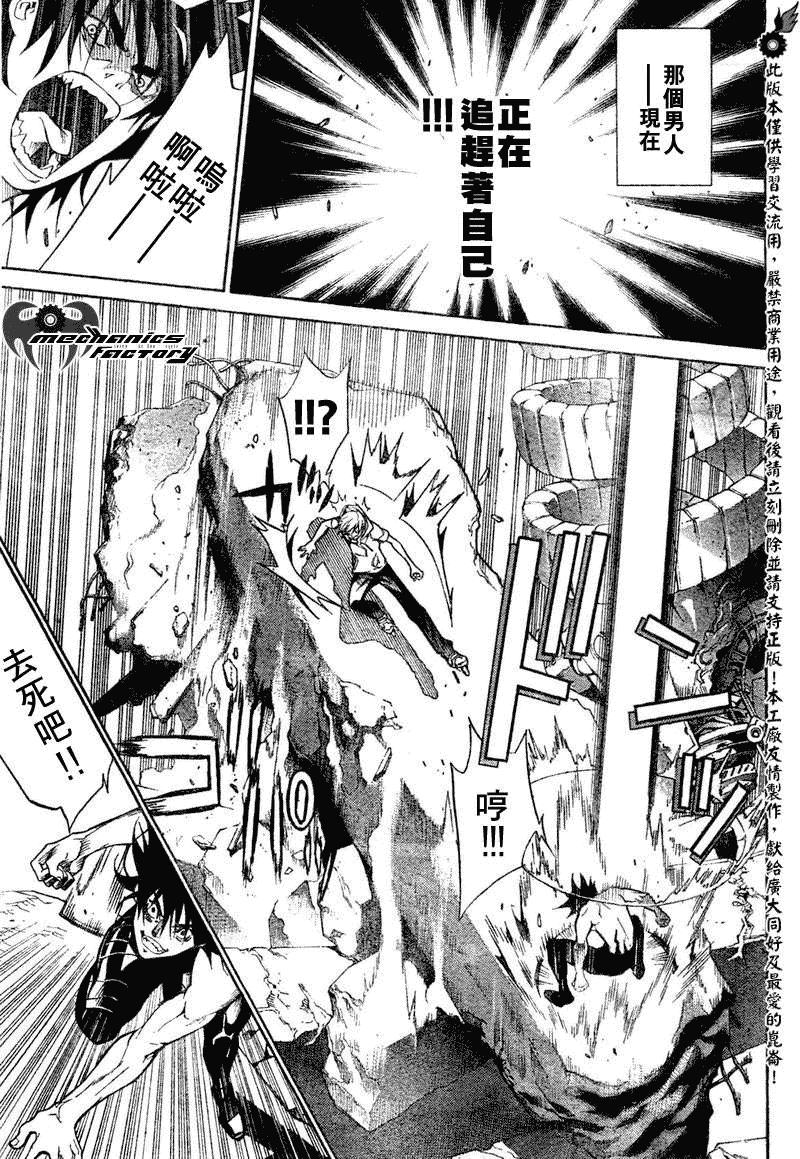 那個男人
——現在
正在
追趕著自己
!!!
嗚啦——
啊啦——
mechanics
factory
!!?
哼!!!
去死吧!!
此版本僅供學習交流用，嚴禁商業用途，觀看後請立刻刪除並請支持正版！本工廠友情製作，獻給廣大同好及最愛的崑崙！